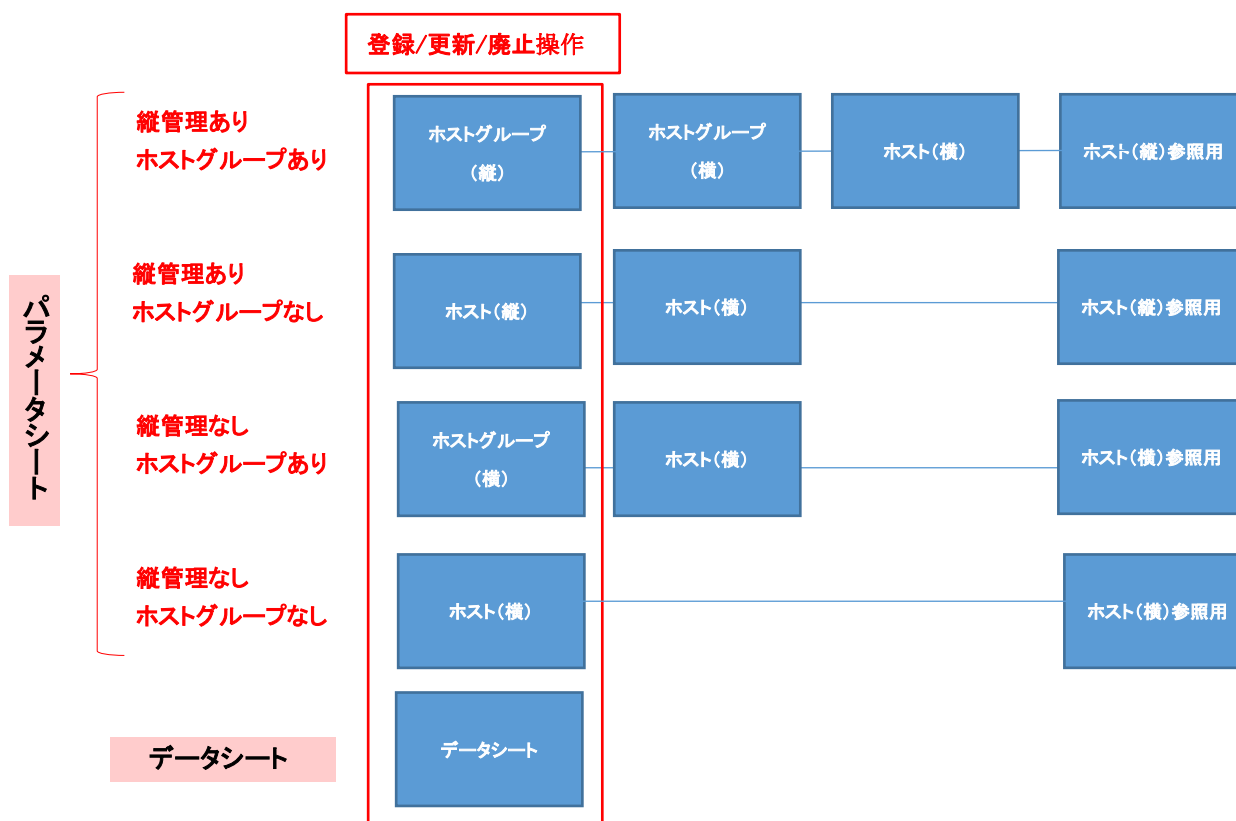 登録/更新/廃止操作
縦管理あり
ホストグループあり
ホストグループ
(縦)
ホストグループ
(横)
ホスト(横)
ホスト(縦)参照用
縦管理あり
ホストグループなし
ホスト(縦)
ホスト(横)
ホスト(縦)参照用
パラメータシート
縦管理なし
ホストグループあり
ホストグループ
(横)
ホスト(横)
ホスト(横)参照用
縦管理なし
ホストグループなし
ホスト(横)
ホスト(横)参照用
データシート
データシート